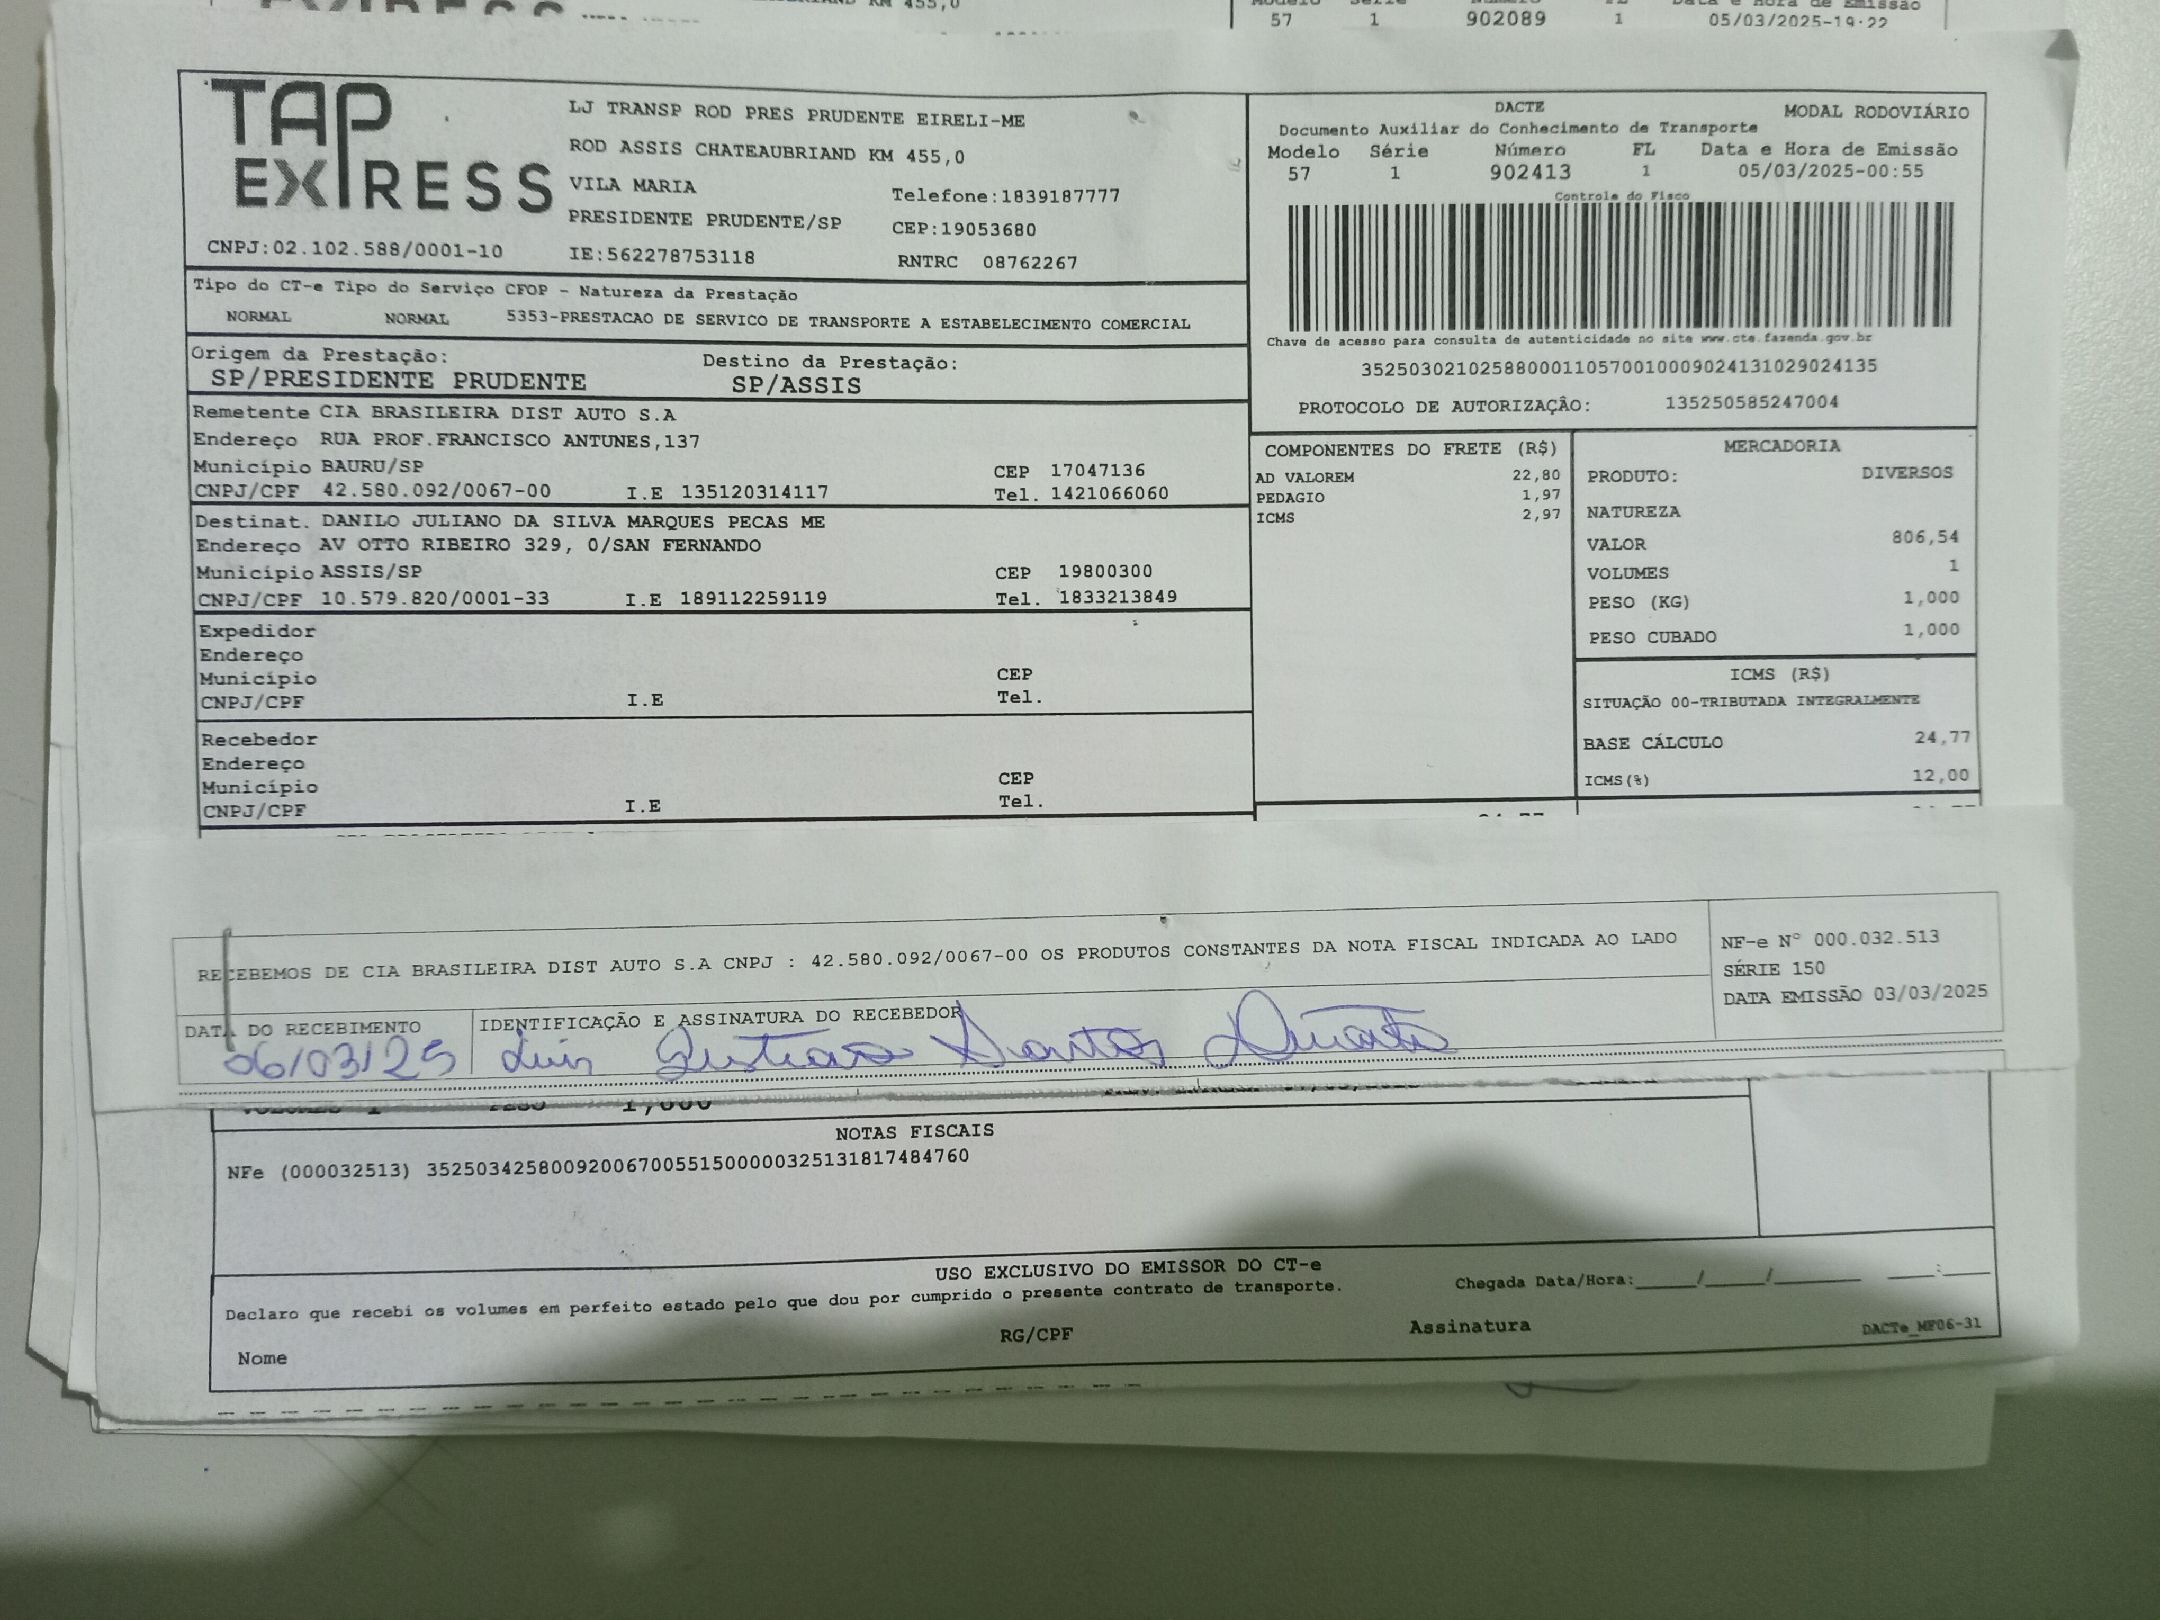 KM 455,0
57 1 902089 1 05/03/2025-19:22
TAP EXPRESS
LJ TRANSP ROD PRES PRUDENTE EIRELI-ME
ROD ASSIS CHATEAUBRIAND KM 455,0
VILA MARIA Telefone:1839187777
PRESIDENTE PRUDENTE/SP CEP:19053680
CNPJ:02.102.588/0001-10 IE:562278753118 RNTRC 08762267
DACTE MODAL RODOVIÁRIO
Documento Auxiliar do Conhecimento de Transporte
Modelo Série Número FL Data e Hora de Emissão
57 1 902413 1 05/03/2025-00:55
Controle do Fisco
Chave de acesso para consulta de autenticidade no site www.cte.fazenda.gov.br
35250302102588000110570010009024131029024135
PROTOCOLO DE AUTORIZAÇÃO: 135250585247004
Tipo do CT-e Tipo do Serviço CFOP - Natureza da Prestação
NORMAL NORMAL 5353-PRESTACAO DE SERVICO DE TRANSPORTE A ESTABELECIMENTO COMERCIAL
Origem da Prestação: Destino da Prestação:
SP/PRESIDENTE PRUDENTE SP/ASSIS
Remetente CIA BRASILEIRA DIST AUTO S.A
Endereço RUA PROF.FRANCISCO ANTUNES,137
Município BAURU/SP CEP 17047136
CNPJ/CPF 42.580.092/0067-00 I.E 135120314117 Tel. 1421066060
Destinat. DANILO JULIANO DA SILVA MARQUES PECAS ME
Endereço AV OTTO RIBEIRO 329, 0/SAN FERNANDO
Município ASSIS/SP CEP 19800300
CNPJ/CPF 10.579.820/0001-33 I.E 189112259119 Tel. 1833213849
Expedidor
Endereço
Município CEP
CNPJ/CPF I.E Tel.
Recebedor
Endereço
Município CEP
CNPJ/CPF I.E Tel.
COMPONENTES DO FRETE (R$)
AD VALOREM 22,80
PEDAGIO 1,97
ICMS 2,97
MERCADORIA
PRODUTO: DIVERSOS
NATUREZA
VALOR 806,54
VOLUMES 1
PESO (KG) 1,000
PESO CUBADO 1,000
ICMS (R$)
SITUAÇÃO 00-TRIBUTADA INTEGRALMENTE
BASE CÁLCULO 24,77
ICMS(%) 12,00
RECEBEMOS DE CIA BRASILEIRA DIST AUTO S.A CNPJ : 42.580.092/0067-00 OS PRODUTOS CONSTANTES DA NOTA FISCAL INDICADA AO LADO
NF-e N° 000.032.513
SÉRIE 150
DATA EMISSÃO 03/03/2025
DATA DO RECEBIMENTO IDENTIFICAÇÃO E ASSINATURA DO RECEBEDOR
06/03/25 Luis Santos
NOTAS FISCAIS
NFe (000032513) 35250342580092006700551500000325131817484760
USO EXCLUSIVO DO EMISSOR DO CT-e
Declaro que recebi os volumes em perfeito estado pelo que dou por cumprido o presente contrato de transporte. Chegada Data/Hora:_____/_____/_______ ____:____
Nome RG/CPF Assinatura DACTe_MF06-31